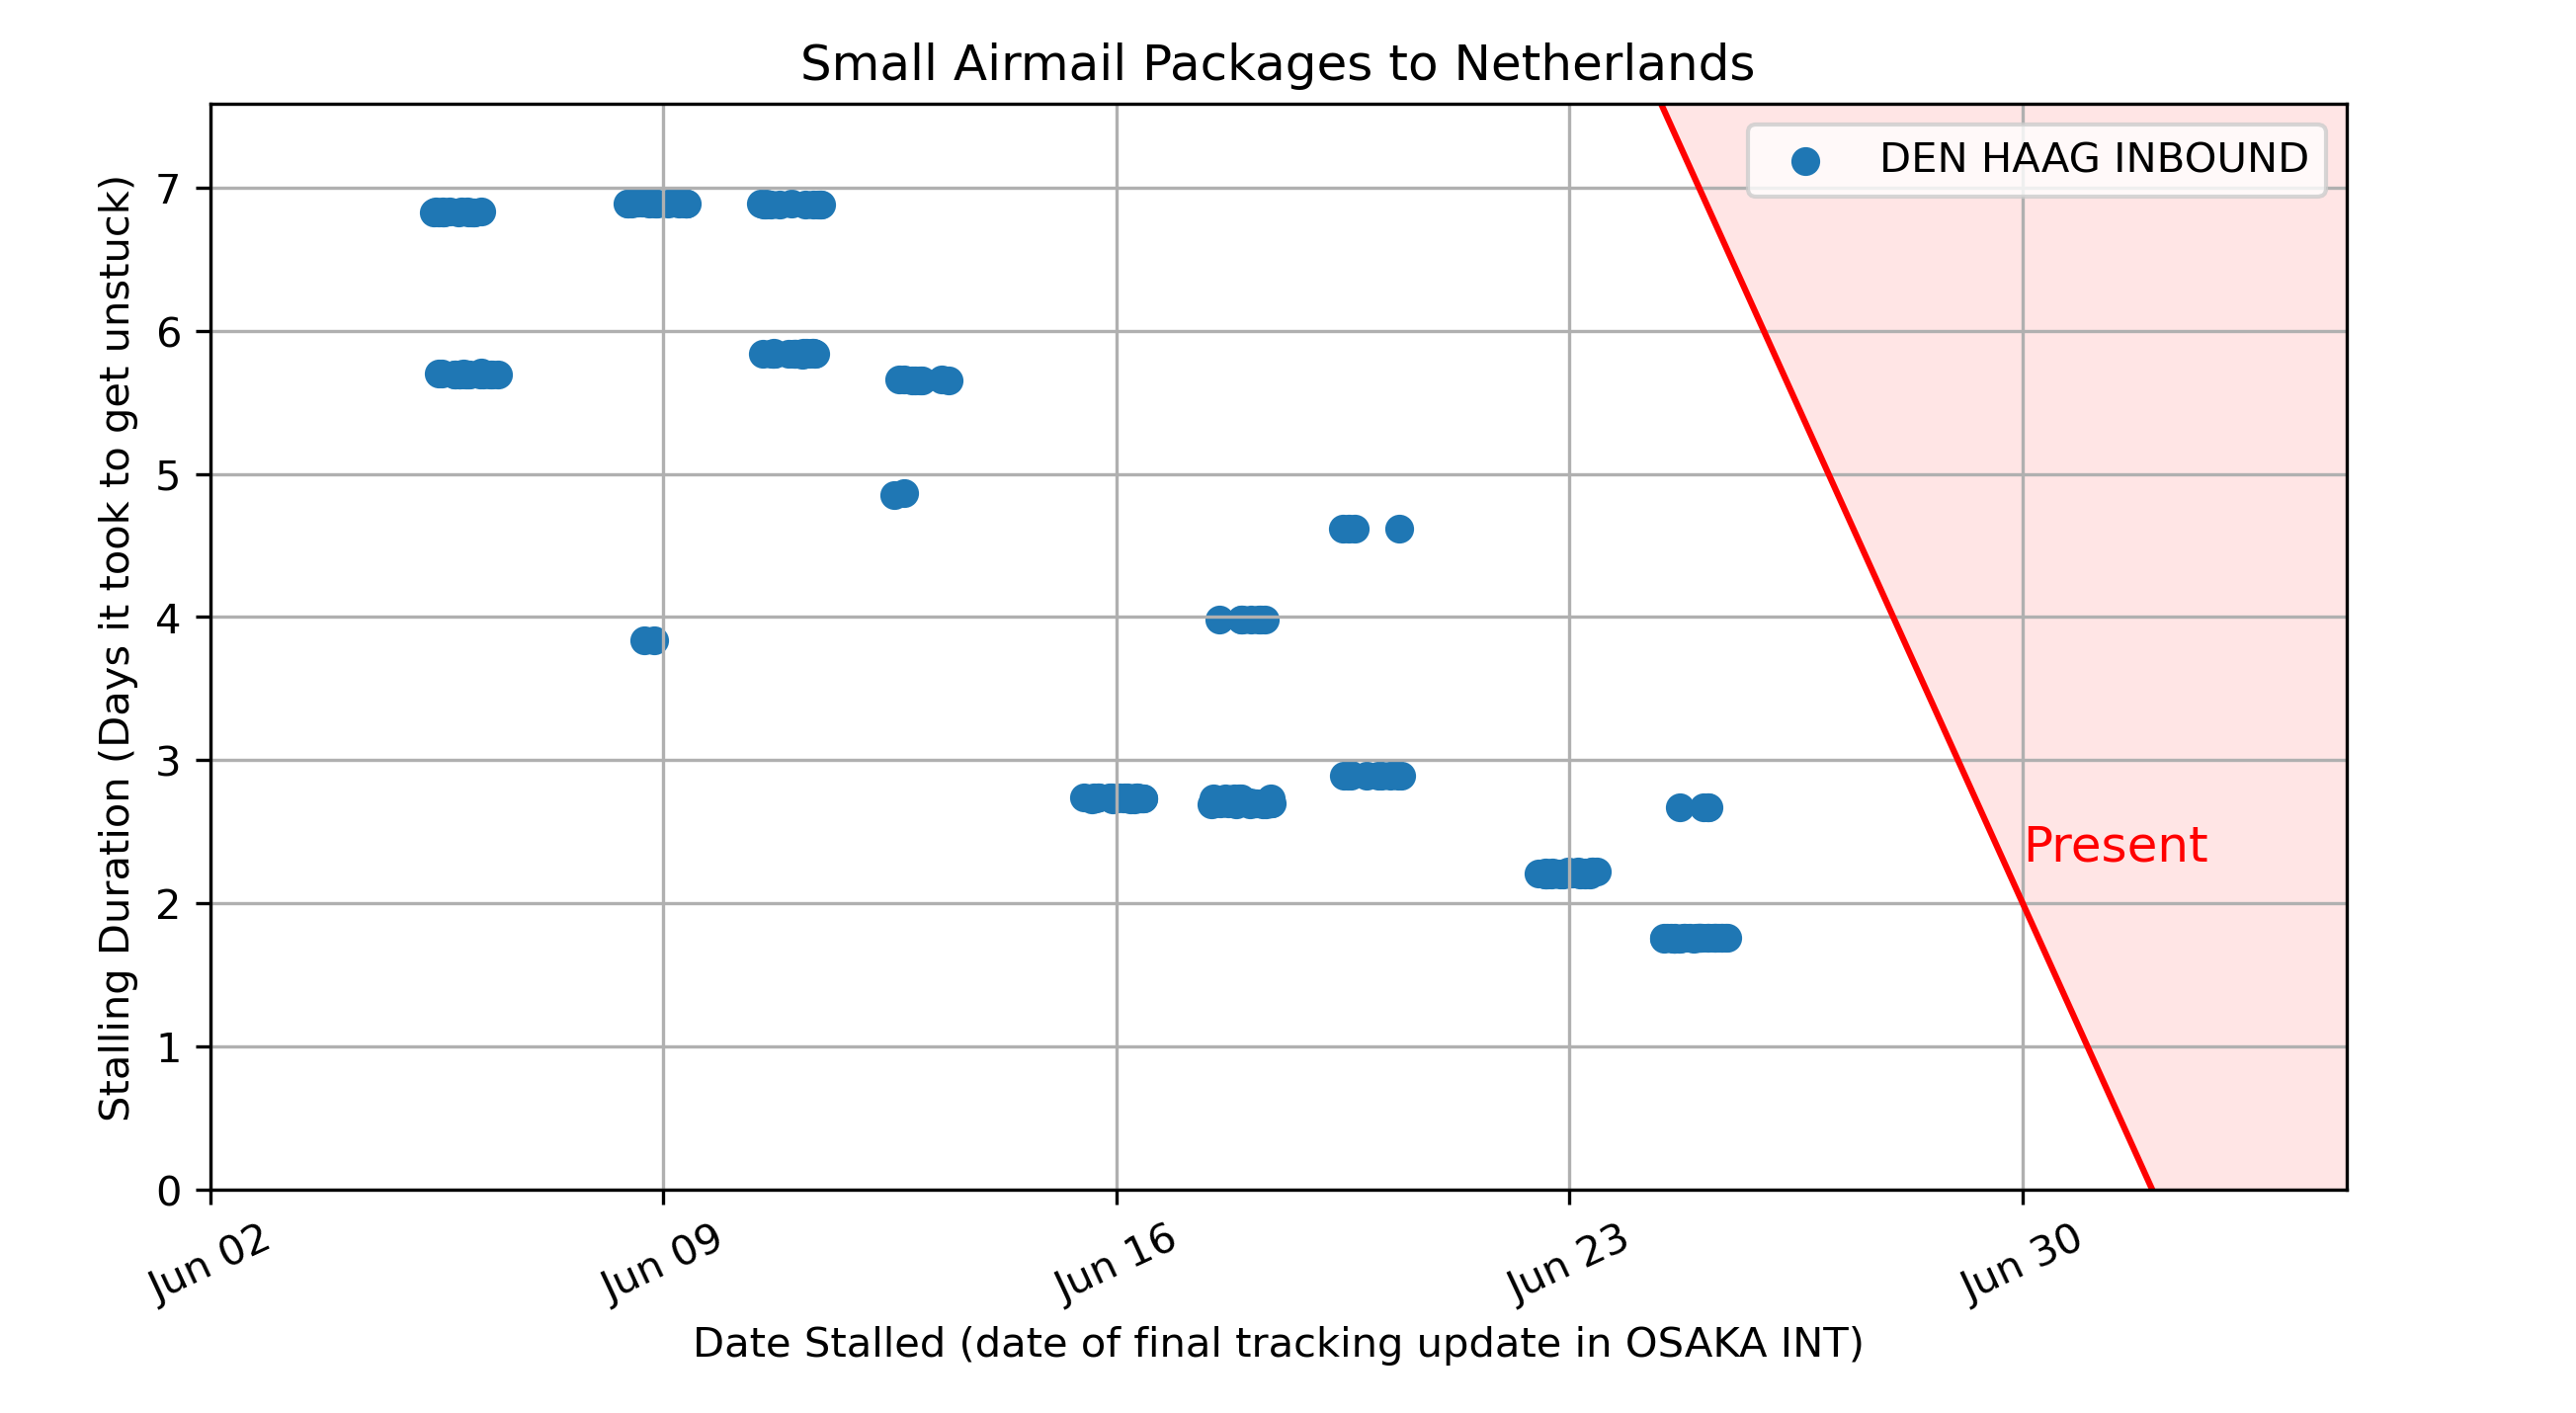 Small Airmail Packages to Netherlands
DEN HAAG INBOUND
Stalling Duration (Days it took to get unstuck)
7
6
5
4
3
2
1
0
Present
Jun 02
Jun 09
Jun 16
Jun 23
Jun 30
Date Stalled (date of final tracking update in OSAKA INT)